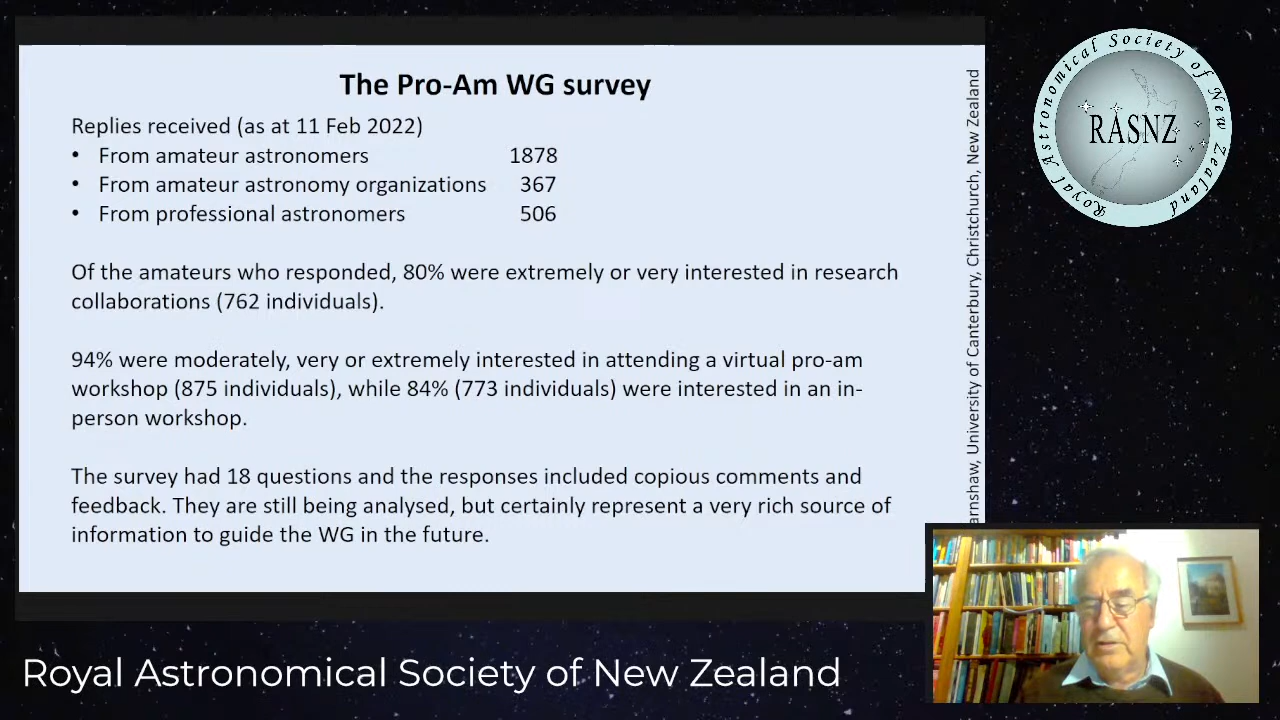 The Pro-Am WG survey
Replies received (as at 11 Feb 2022)
• From amateur astronomers 1878
• From amateur astronomy organizations 367
• From professional astronomers 506
Of the amateurs who responded, 80% were extremely or very interested in research
collaborations (762 individuals).
94% were moderately, very or extremely interested in attending a virtual pro-am
workshop (875 individuals), while 84% (773 individuals) were interested in an in-
person workshop.
The survey had 18 questions and the responses included copious comments and
feedback. They are still being analysed, but certainly represent a very rich source of
information to guide the WG in the future.
arnshaw, University of Canterbury, Christchurch, New Zealand
Royal Astronomical Society of New Zealand
RASNZ
Royal Astronomical Society of New Zealand